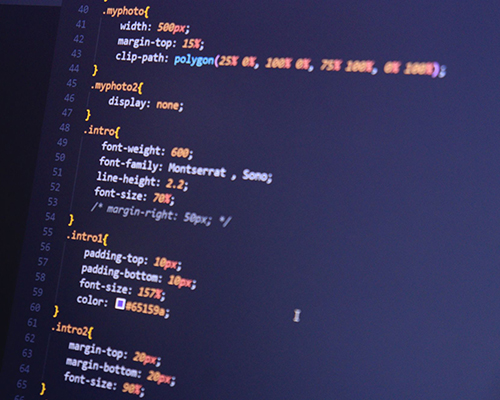 40 .myphoto{
41 width: 500px;
42 margin-top: 15%;
43 clip-path: polygon(25% 0%, 100% 0%, 75% 100%, 0% 100%);
44 }
45 .myphoto2{
46 display: none;
47 }
48 .intro{
49 font-weight: 600;
50 font-family: Montserrat , Sono;
51 line-height: 2.2;
52 font-size: 70%;
53 /* margin-right: 50px; */
54 }
55 .intro1{
56 padding-top: 10px;
57 padding-bottom: 10px;
58 font-size: 157%;
59 color: #65159a;
60 }
61 .intro2{
62 margin-top: 20px;
63 margin-bottom: 20px;
64 font-size: 90%;
65 }